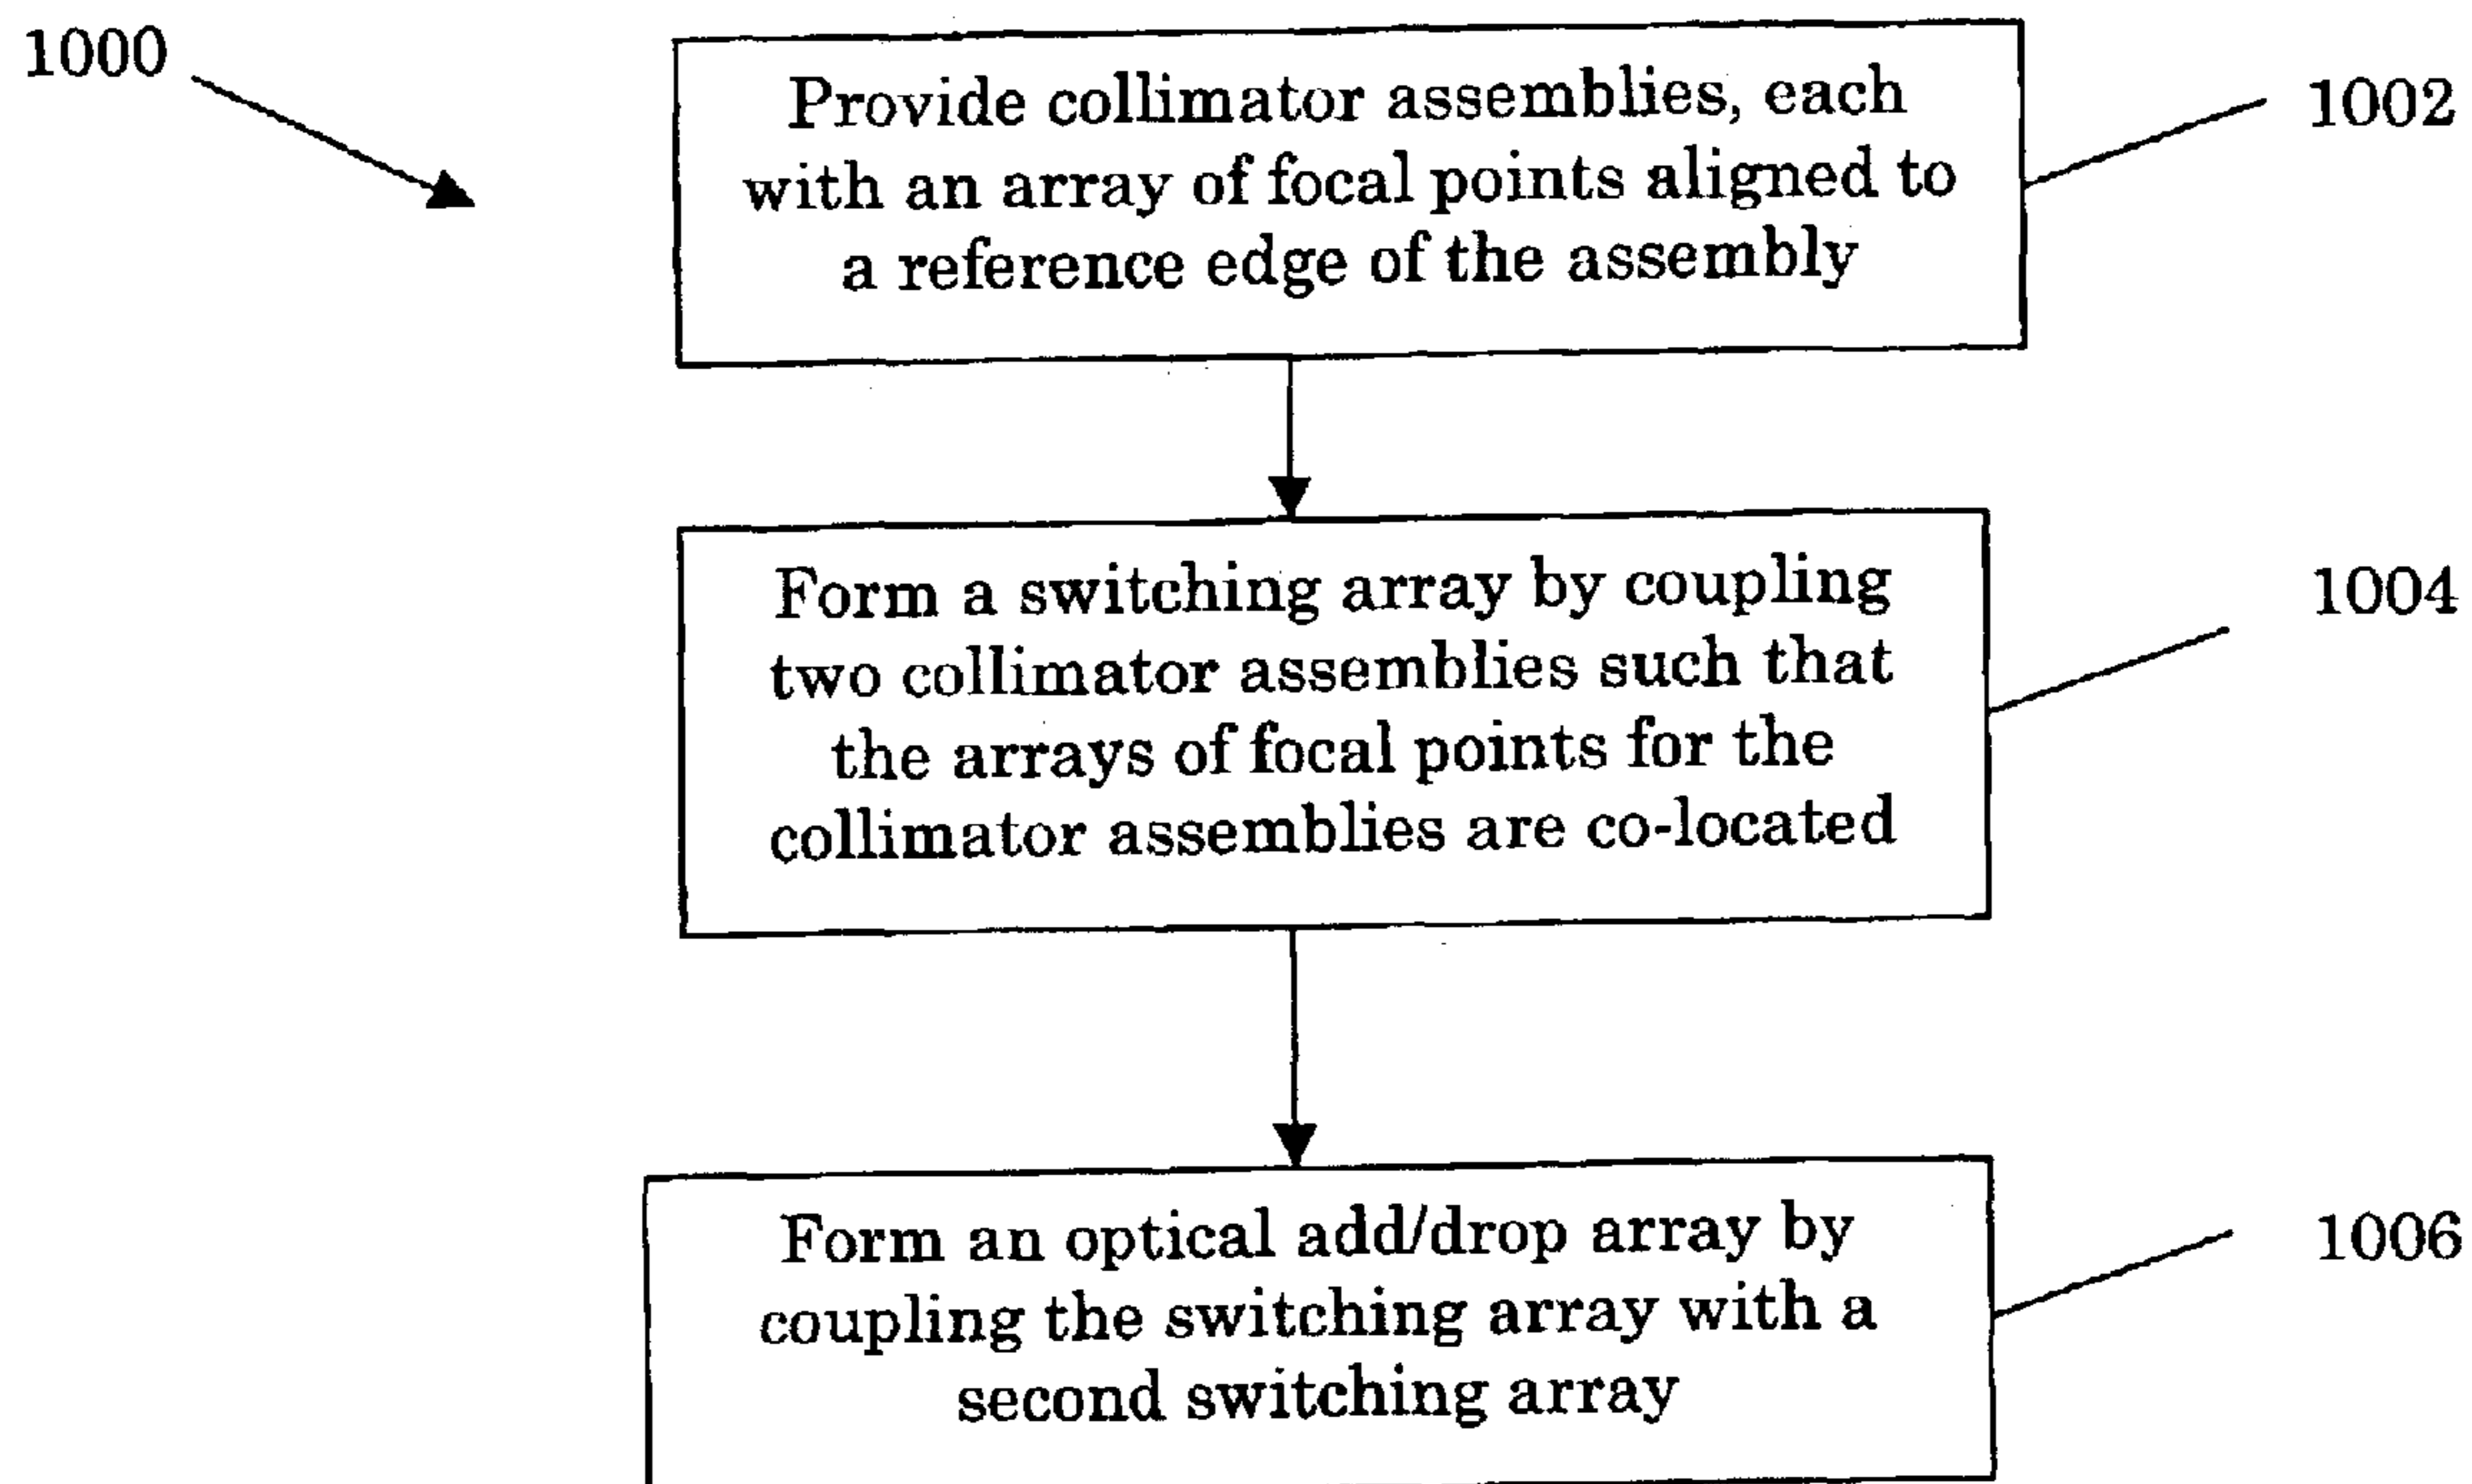 1000
Provide collimator assemblies, each
with an array of focal points aligned to
a reference edge of the assembly
1002
Form a switching array by coupling
two collimator assemblies such that
the arrays of focal points for the
collimator assemblies are co-located
1004
Form an optical add/drop array by
coupling the switching array with a
second switching array
1006